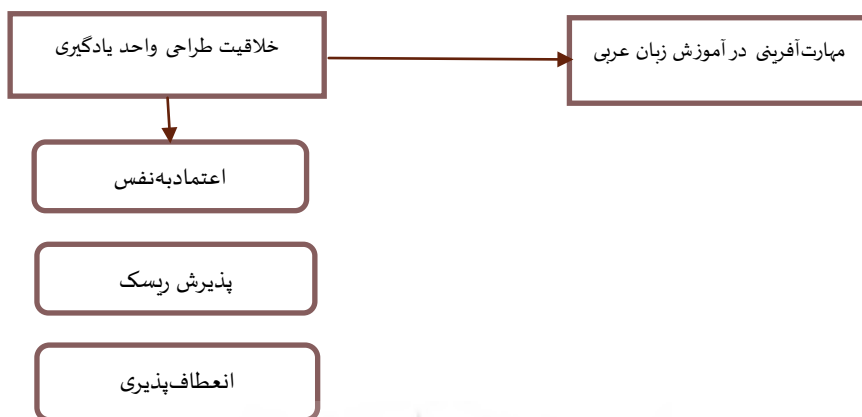 خلاقیت طراحی واحد یادگیری
مهارت‌آفرینی در آموزش زبان عربی
اعتمادبه‌نفس
پذیرش ریسک
انعطاف‌پذیری